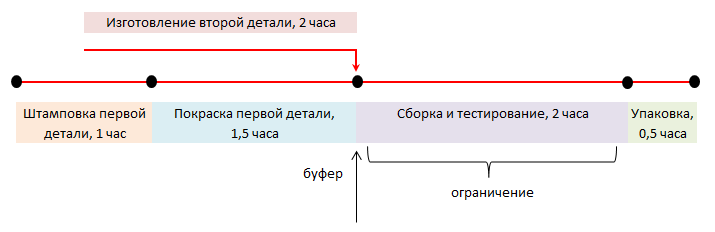 Изготовление второй детали, 2 часа
Штамповка первой
детали, 1 час
Покраска первой детали,
1,5 часа
Сборка и тестирование, 2 часа
Упаковка,
0,5 часа
буфер
ограничение